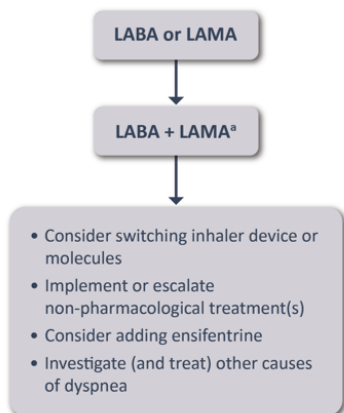 LABA or LAMA
LABA + LAMAᵃ
• Consider switching inhaler device or
molecules
• Implement or escalate
non-pharmacological treatment(s)
• Consider adding ensifentrine
• Investigate (and treat) other causes
of dyspnea